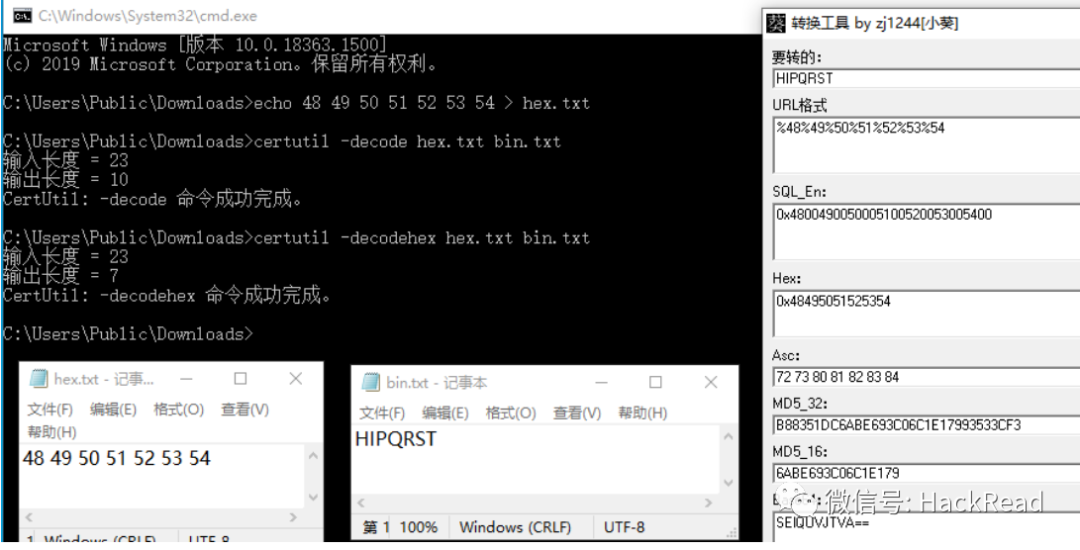 C:\Windows\System32\cmd.exe
Microsoft Windows [版本 10.0.18363.1500]
(c) 2019 Microsoft Corporation。保留所有权利。
C:\Users\Public\Downloads>echo 48 49 50 51 52 53 54 > hex.txt
C:\Users\Public\Downloads>certutil -decode hex.txt bin.txt
输入长度 = 23
输出长度 = 10
CertUtil: -decode 命令成功完成。
C:\Users\Public\Downloads>certutil -decodehex hex.txt bin.txt
输入长度 = 23
输出长度 = 7
CertUtil: -decodehex 命令成功完成。
C:\Users\Public\Downloads>
hex.txt - 记事...
文件(F) 编辑(E) 格式(O) 查看(V)
帮助(H)
48 49 50 51 52 53 54
1 Windows (CRLF) UTF-8
bin.txt - 记事本
文件(F) 编辑(E) 格式(O) 查看(V) 帮助(H)
HIPQRST
第 1 100% Windows (CRLF) UTF-8
葵 转换工具 by zj1244[小葵]
要转的:
HIPQRST
URL格式
%48%49%50%51%52%53%54
SQL_En:
0x4800490050005100520053005400
Hex:
0x48495051525354
Asc:
72 73 80 81 82 83 84
MD5_32:
B88351DC6ABE693C06C1E17993533CF3
MD5_16:
6ABE693C06C1E179
微信号: HackRead
SElQUVJTVA==